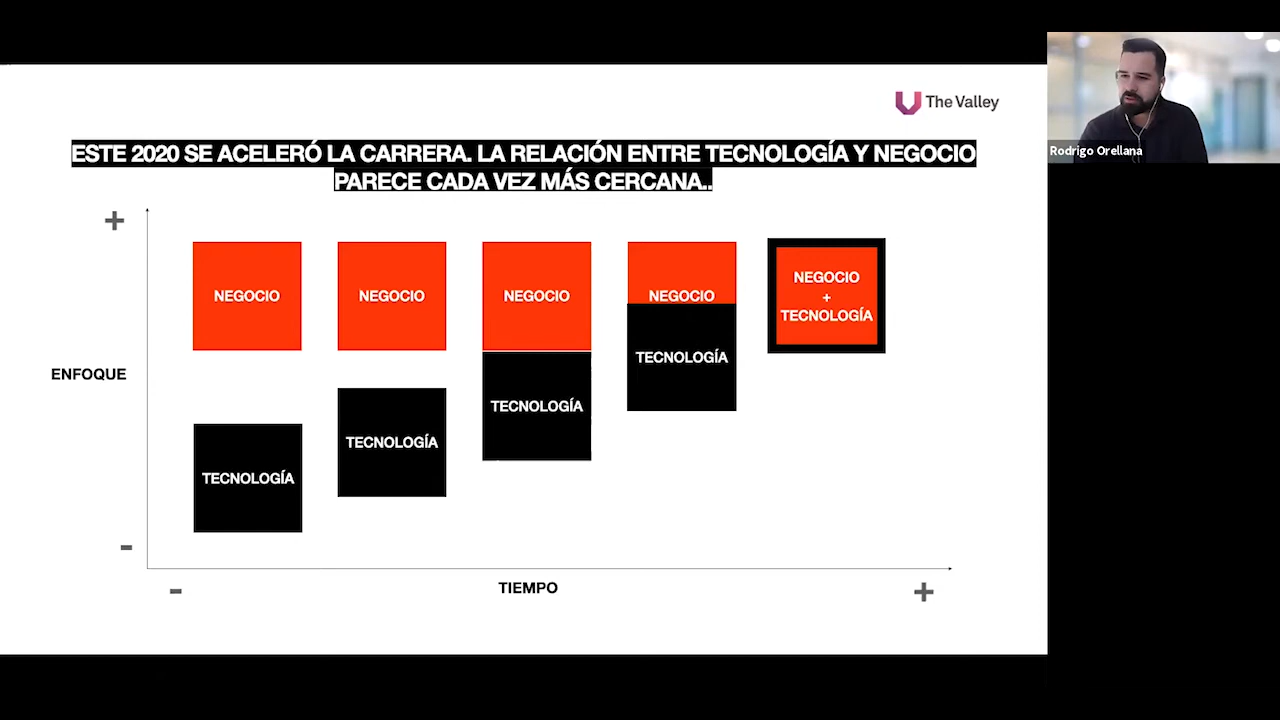 The Valley
ESTE 2020 SE ACELERÓ LA CARRERA. LA RELACIÓN ENTRE TECNOLOGÍA Y NEGOCIO
PARECE CADA VEZ MÁS CERCANA..
Rodrigo Orellana
+
NEGOCIO
NEGOCIO
NEGOCIO
NEGOCIO
NEGOCIO
+
TECNOLOGÍA
ENFOQUE
TECNOLOGÍA
TECNOLOGÍA
TECNOLOGÍA
TECNOLOGÍA
-
-
TIEMPO
+